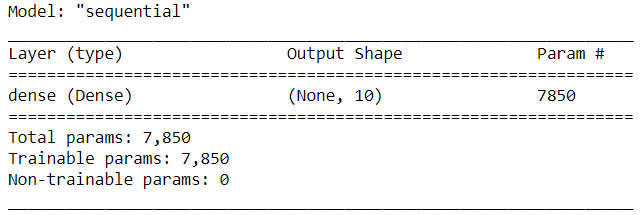 Model: "sequential"
_________________________________________________________________
Layer (type)                 Output Shape              Param #
=================================================================
dense (Dense)                (None, 10)                7850
=================================================================
Total params: 7,850
Trainable params: 7,850
Non-trainable params: 0
_________________________________________________________________